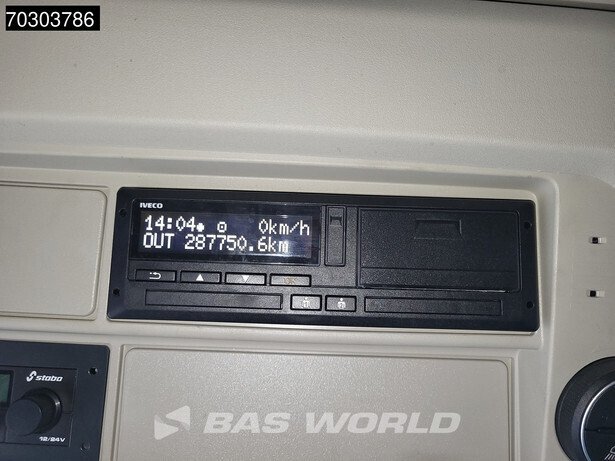 70303786
IVECO
14:04 0km/h
OUT 287750.6km
stabo
12/24V
BAS WORLD